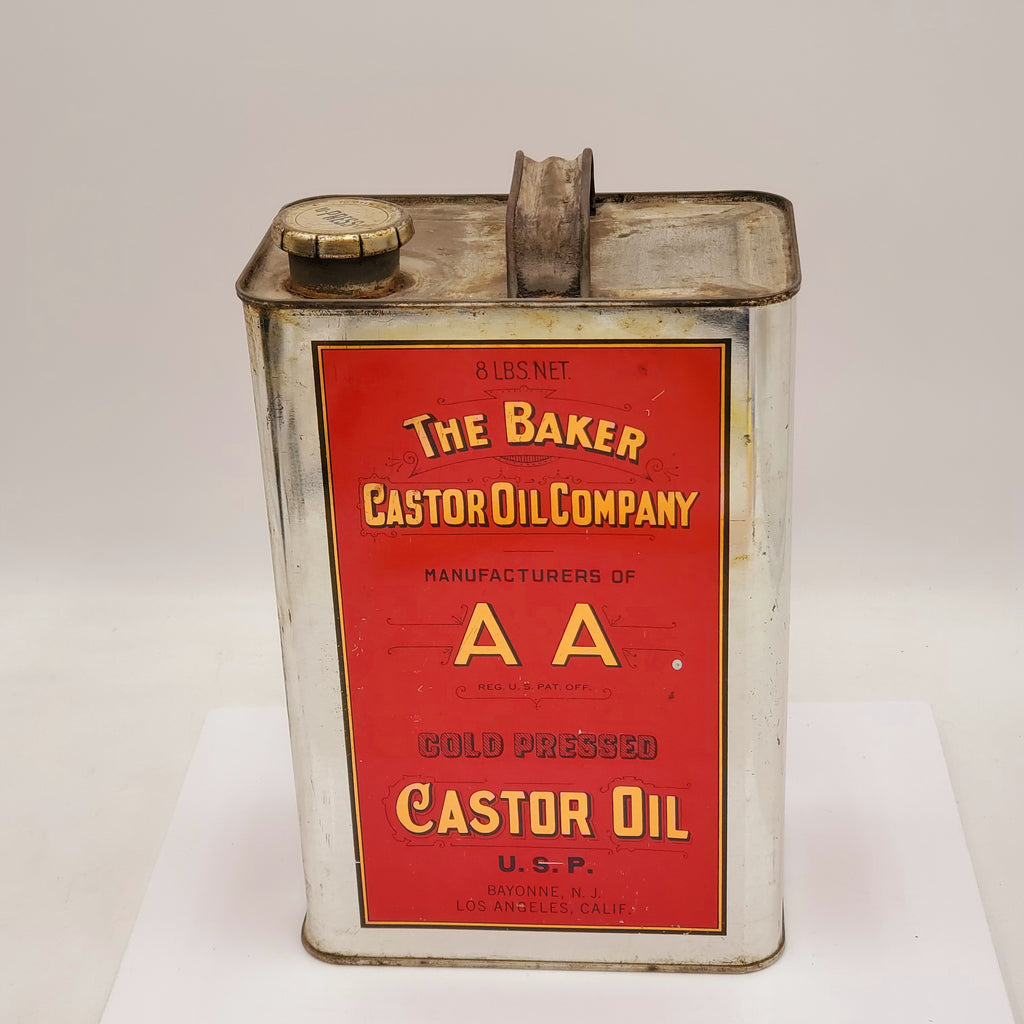 8 LBS. NET.
THE BAKER
CASTOR OIL COMPANY
MANUFACTURERS OF
A A
REG. U. S. PAT. OFF.
COLD PRESSED
CASTOR OIL
U. S. P.
BAYONNE, N. J.
LOS ANGELES, CALIF.